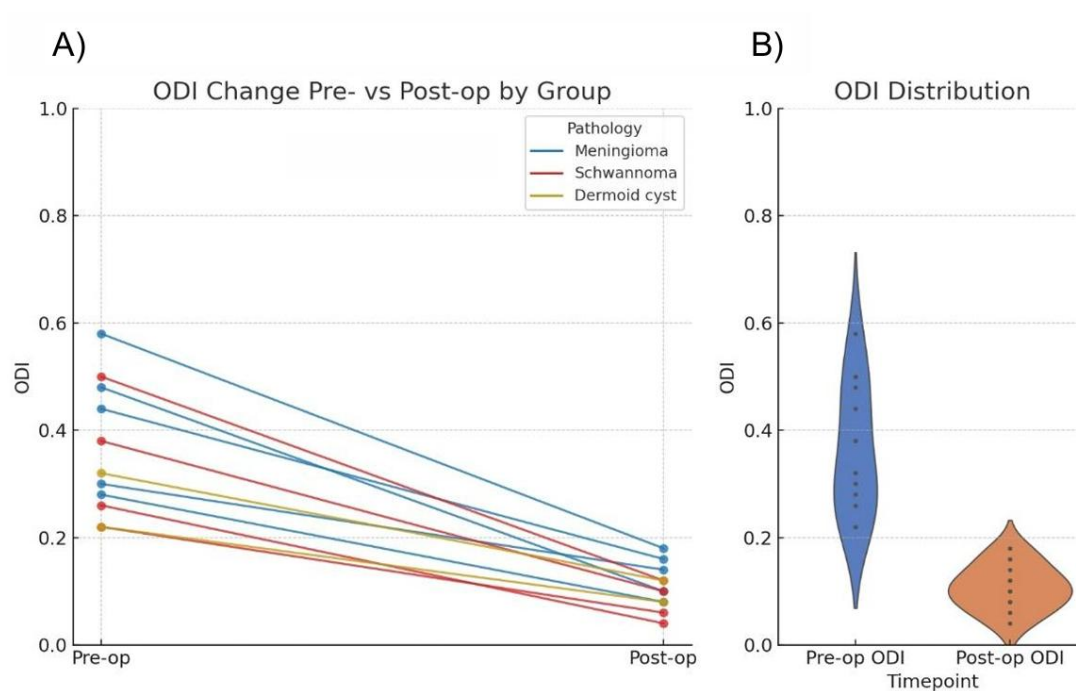 A)
B)
ODI Change Pre- vs Post-op by Group
ODI Distribution
1.0
0.8
0.6
0.4
0.2
0.0
ODI
Pathology
Meningioma
Schwannoma
Dermoid cyst
Pre-op
Post-op
1.0
0.8
0.6
0.4
0.2
0.0
ODI
Pre-op ODI
Post-op ODI
Timepoint